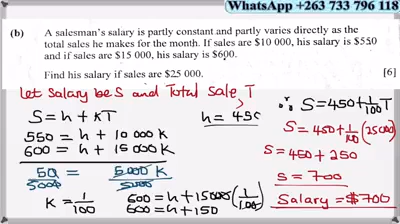 WhatsApp +263 733 796 118
(b) A salesman's salary is partly constant and partly varies directly as the
total sales he makes for the month. If sales are $10 000, his salary is $550
and if sales are $15 000, his salary is $600.
Find his salary if sales are $25 000.
[6]
let Salary be S and Total Sale T
S = h + KT
550 = h + 10 000 K
600 = h + 15 000 K
50/5000 = 5000 K/5000
K = 1/100
h = 450
600 = h + 15000 (1/100)
600 = h + 150
∴ S = 450 + 1/100 T
S = 450 + 1/100 (25000)
S = 450 + 250
S = 700
Salary = $700